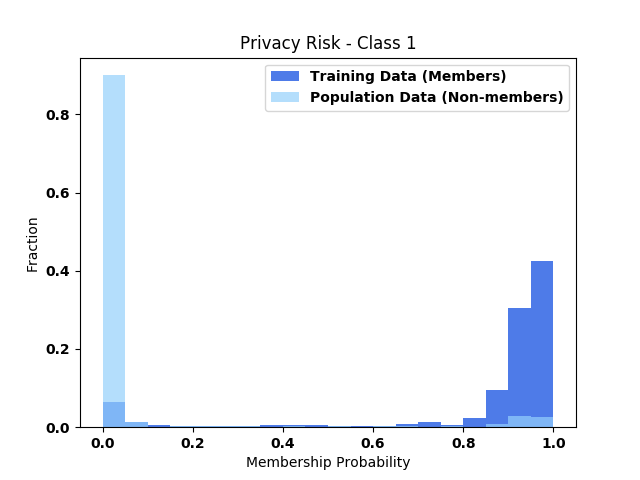 Privacy Risk - Class 1
Training Data (Members)
Population Data (Non-members)
Fraction
0.8
0.6
0.4
0.2
0.0
0.0 0.2 0.4 0.6 0.8 1.0
Membership Probability